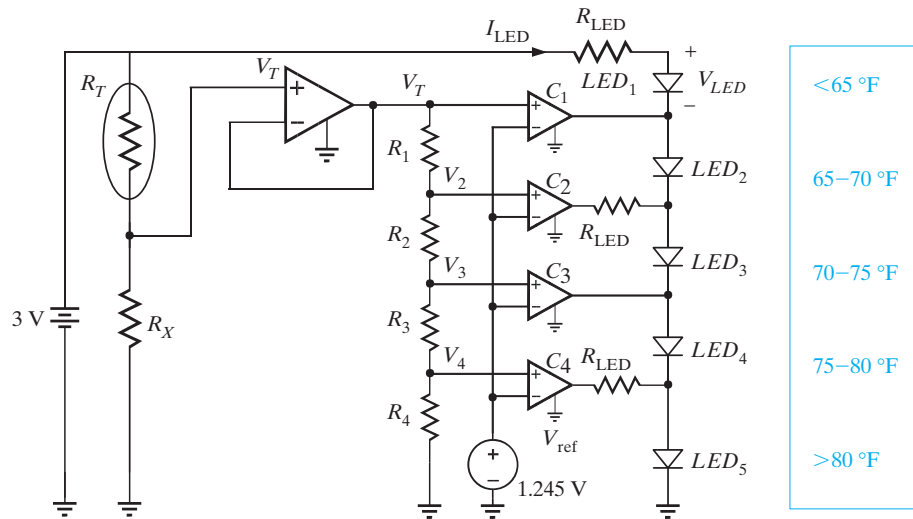 I_LED
R_LED
+
V_LED
−
LED_1
<65 °F
R_T
V_T
+
−
V_T
C_1
+
−
R_1
LED_2
65–70 °F
V_2
C_2
+
−
R_LED
R_2
LED_3
70–75 °F
V_3
C_3
+
−
3 V
R_X
R_3
LED_4
75–80 °F
V_4
C_4
+
−
R_LED
R_4
V_ref
LED_5
>80 °F
+
−
1.245 V